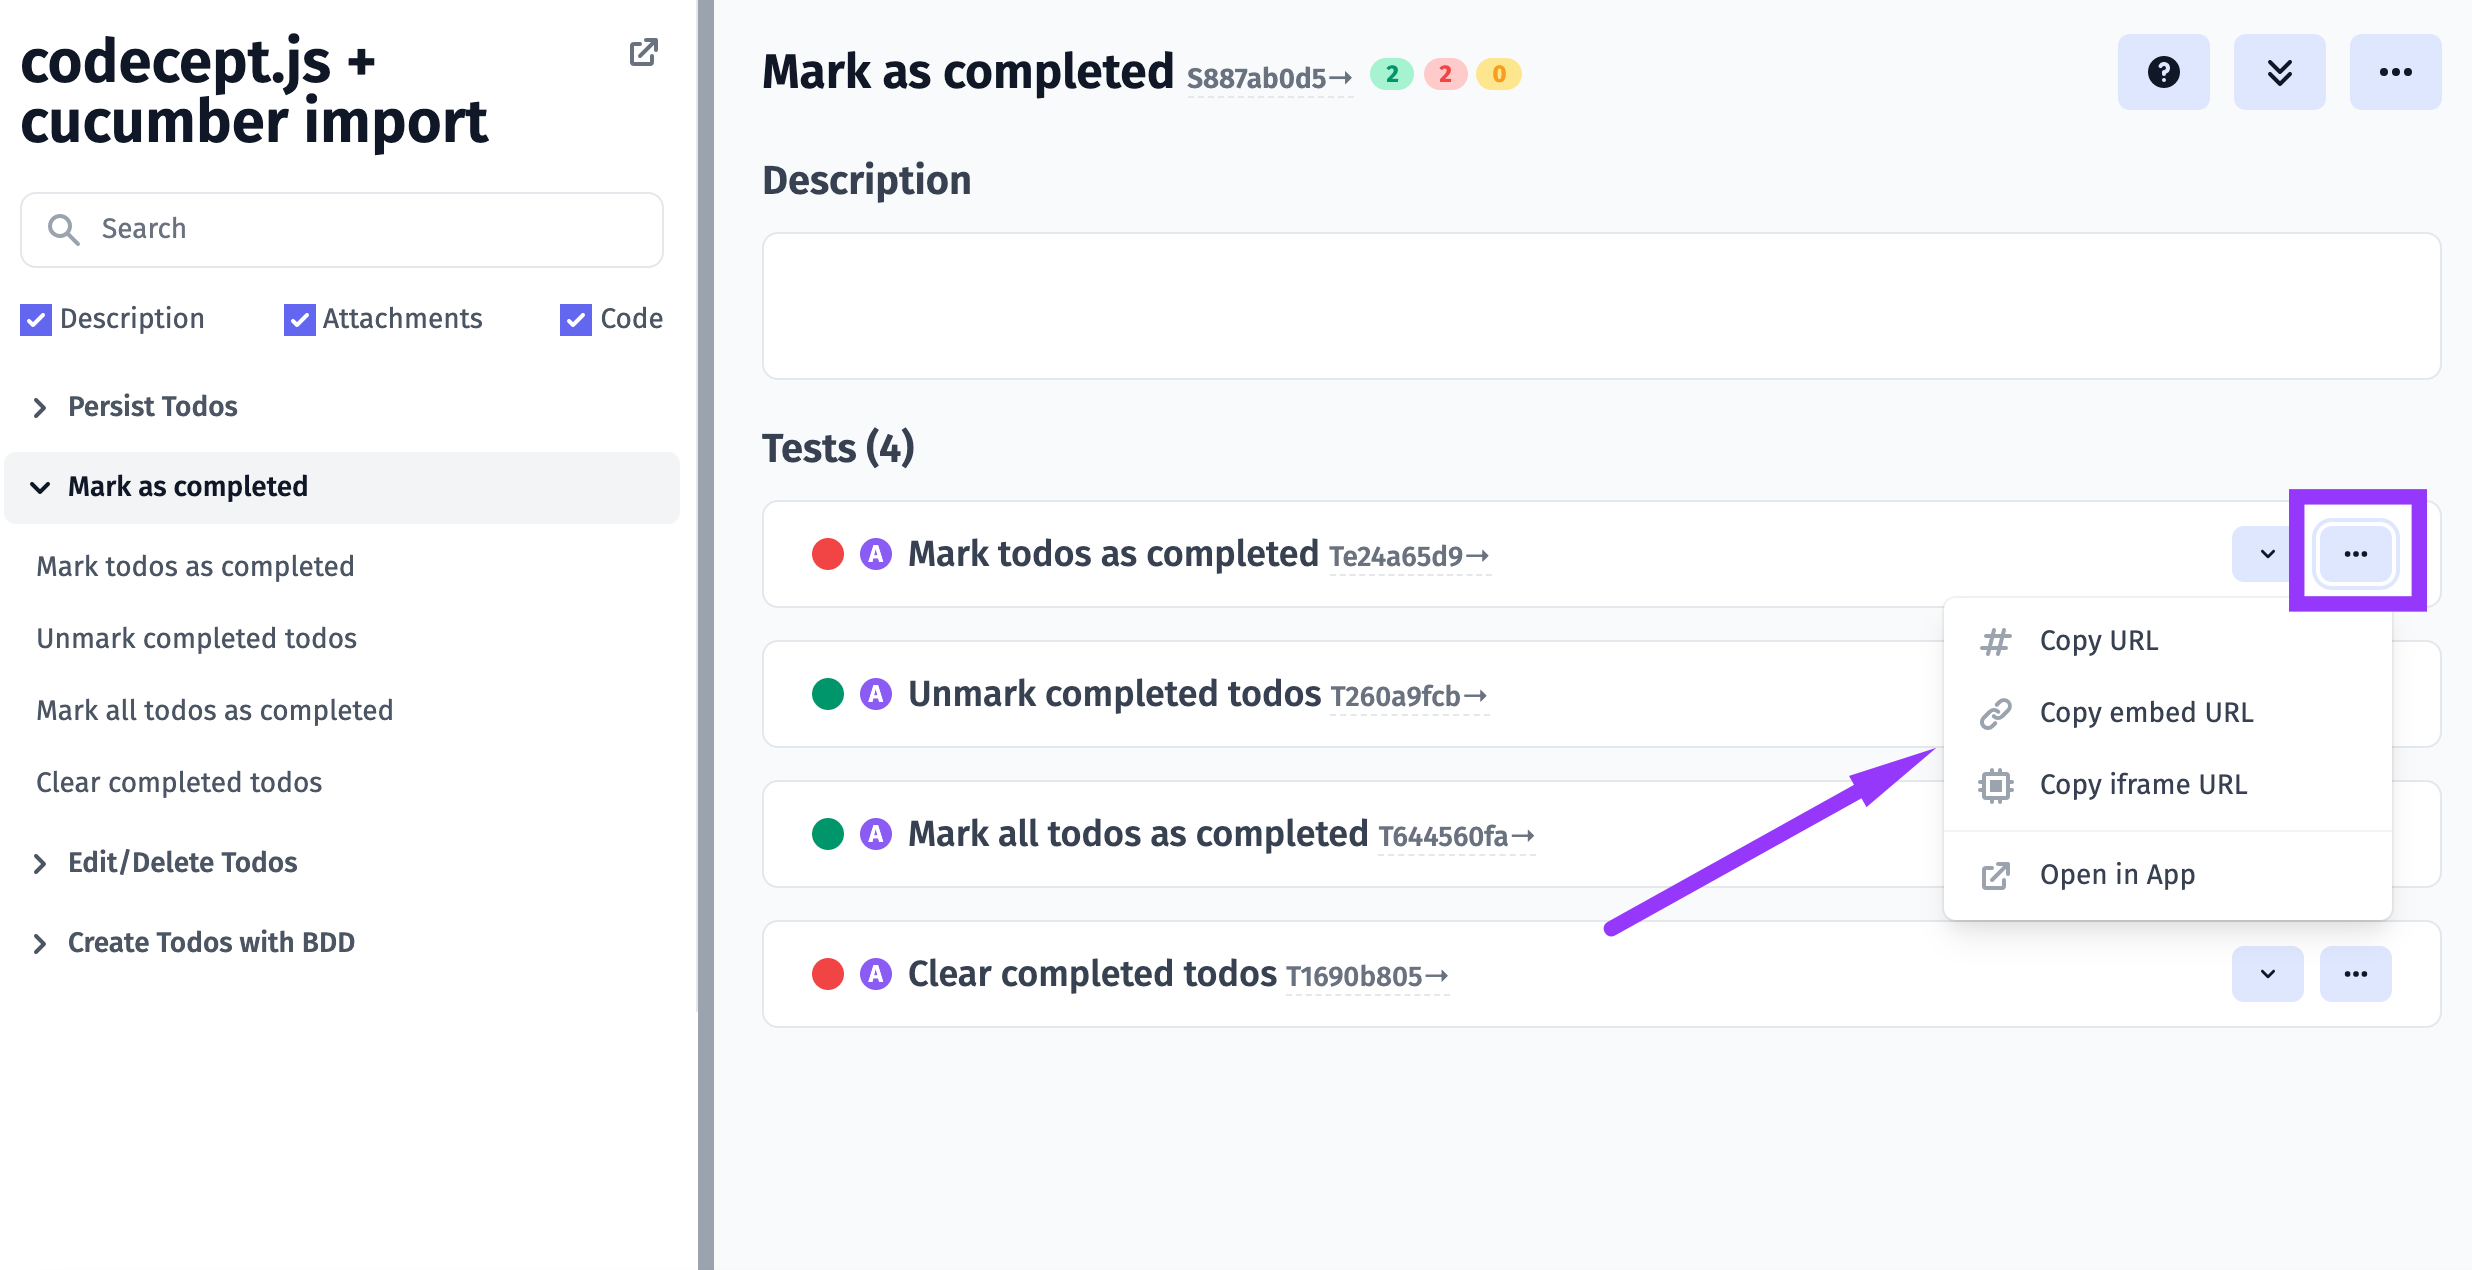 codecept.js +
cucumber import
Search
Description
Attachments
Code
Persist Todos
Mark as completed
Mark todos as completed
Unmark completed todos
Mark all todos as completed
Clear completed todos
Edit/Delete Todos
Create Todos with BDD
Mark as completed S887ab0d5→ 2 2 0
Description
Tests (4)
A Mark todos as completed Te24a65d9→
A Unmark completed todos T260a9fcb→
A Mark all todos as completed T644560fa→
A Clear completed todos T1690b805→
Copy URL
Copy embed URL
Copy iframe URL
Open in App